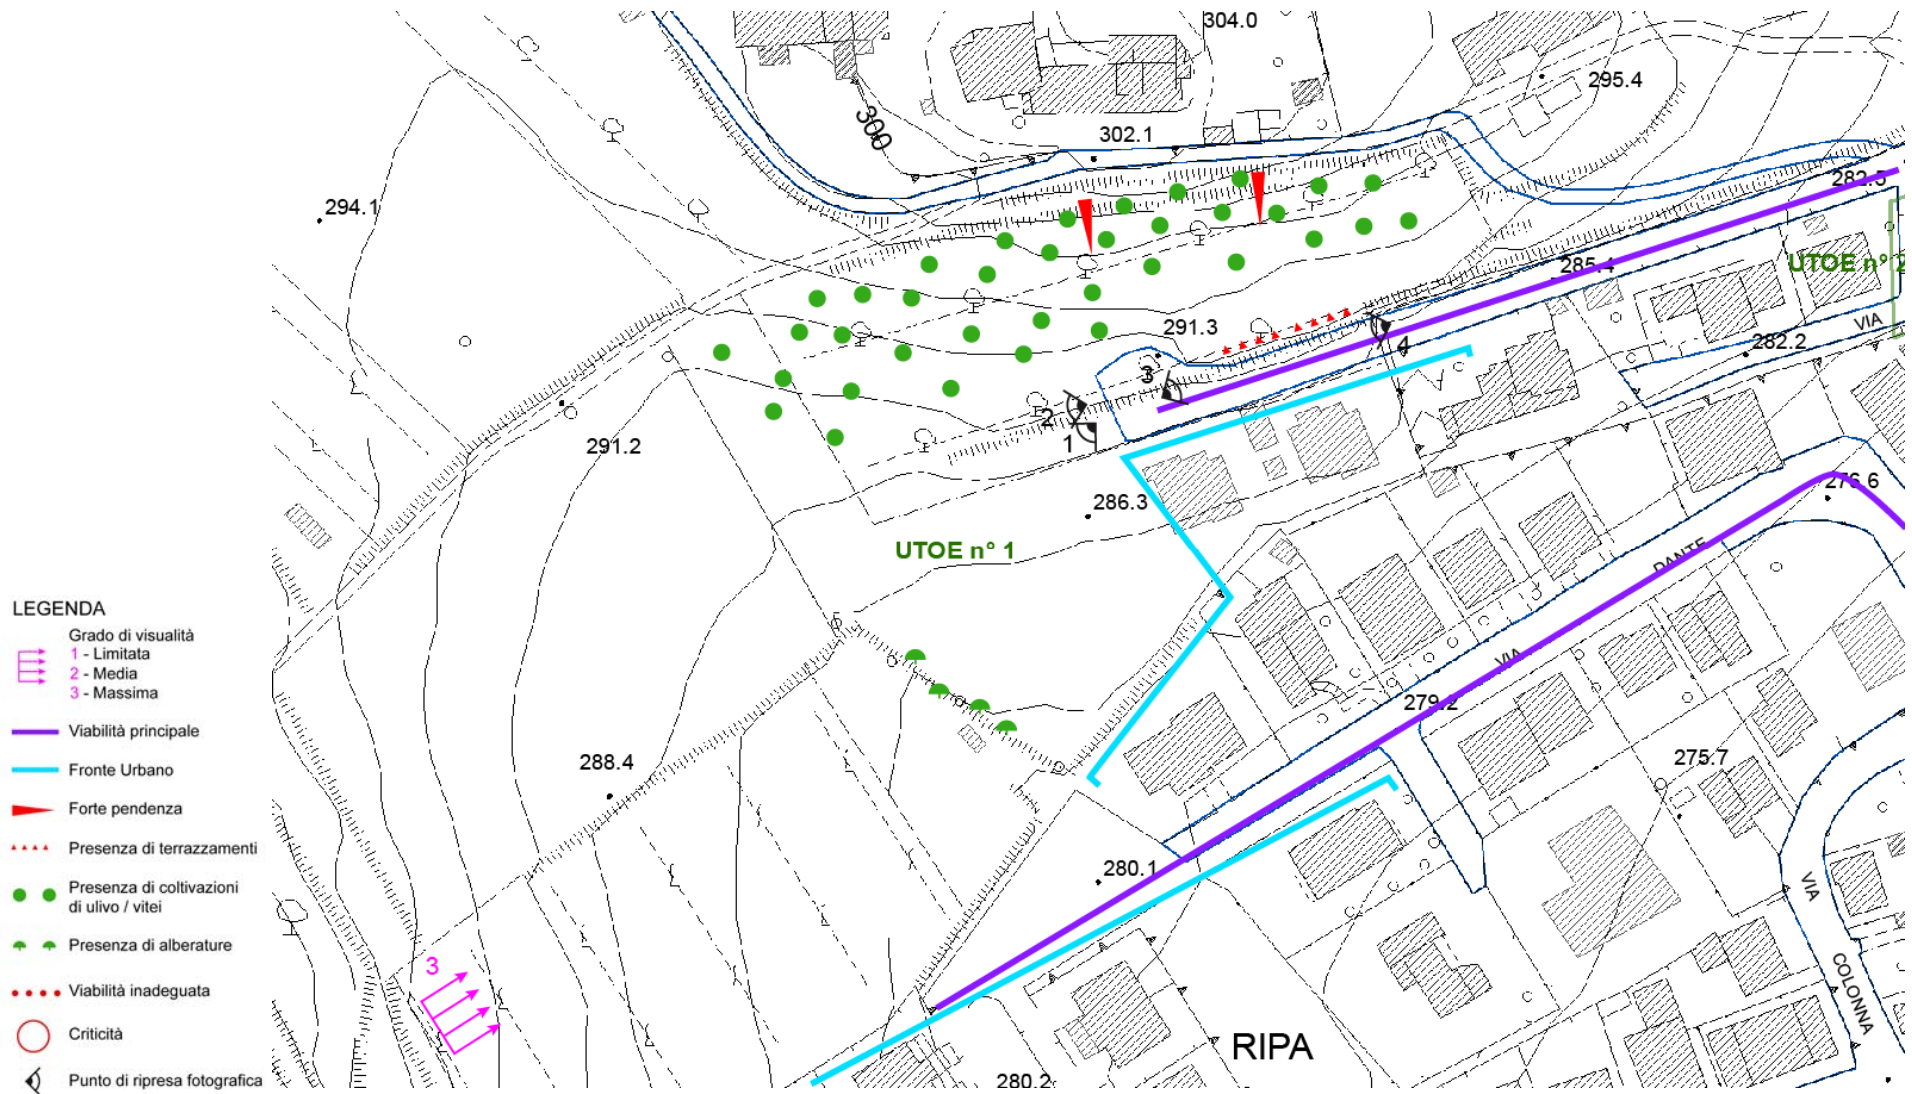 304.0
295.4
300
302.1
294.1
282.5
285.4
UTOE n° 2
291.3
VIA
282.2
4
3
2
1
291.2
276.6
286.3
UTOE n° 1
DANTE
VIA
279.2
LEGENDA
Grado di visualità
1 - Limitata
2 - Media
3 - Massima
Viabilità principale
Fronte Urbano
Forte pendenza
Presenza di terrazzamenti
Presenza di coltivazioni
di ulivo / vitei
Presenza di alberature
Viabilità inadeguata
Criticità
Punto di ripresa fotografica
288.4
275.7
280.1
VIA
COLONNA
3
RIPA
280.2